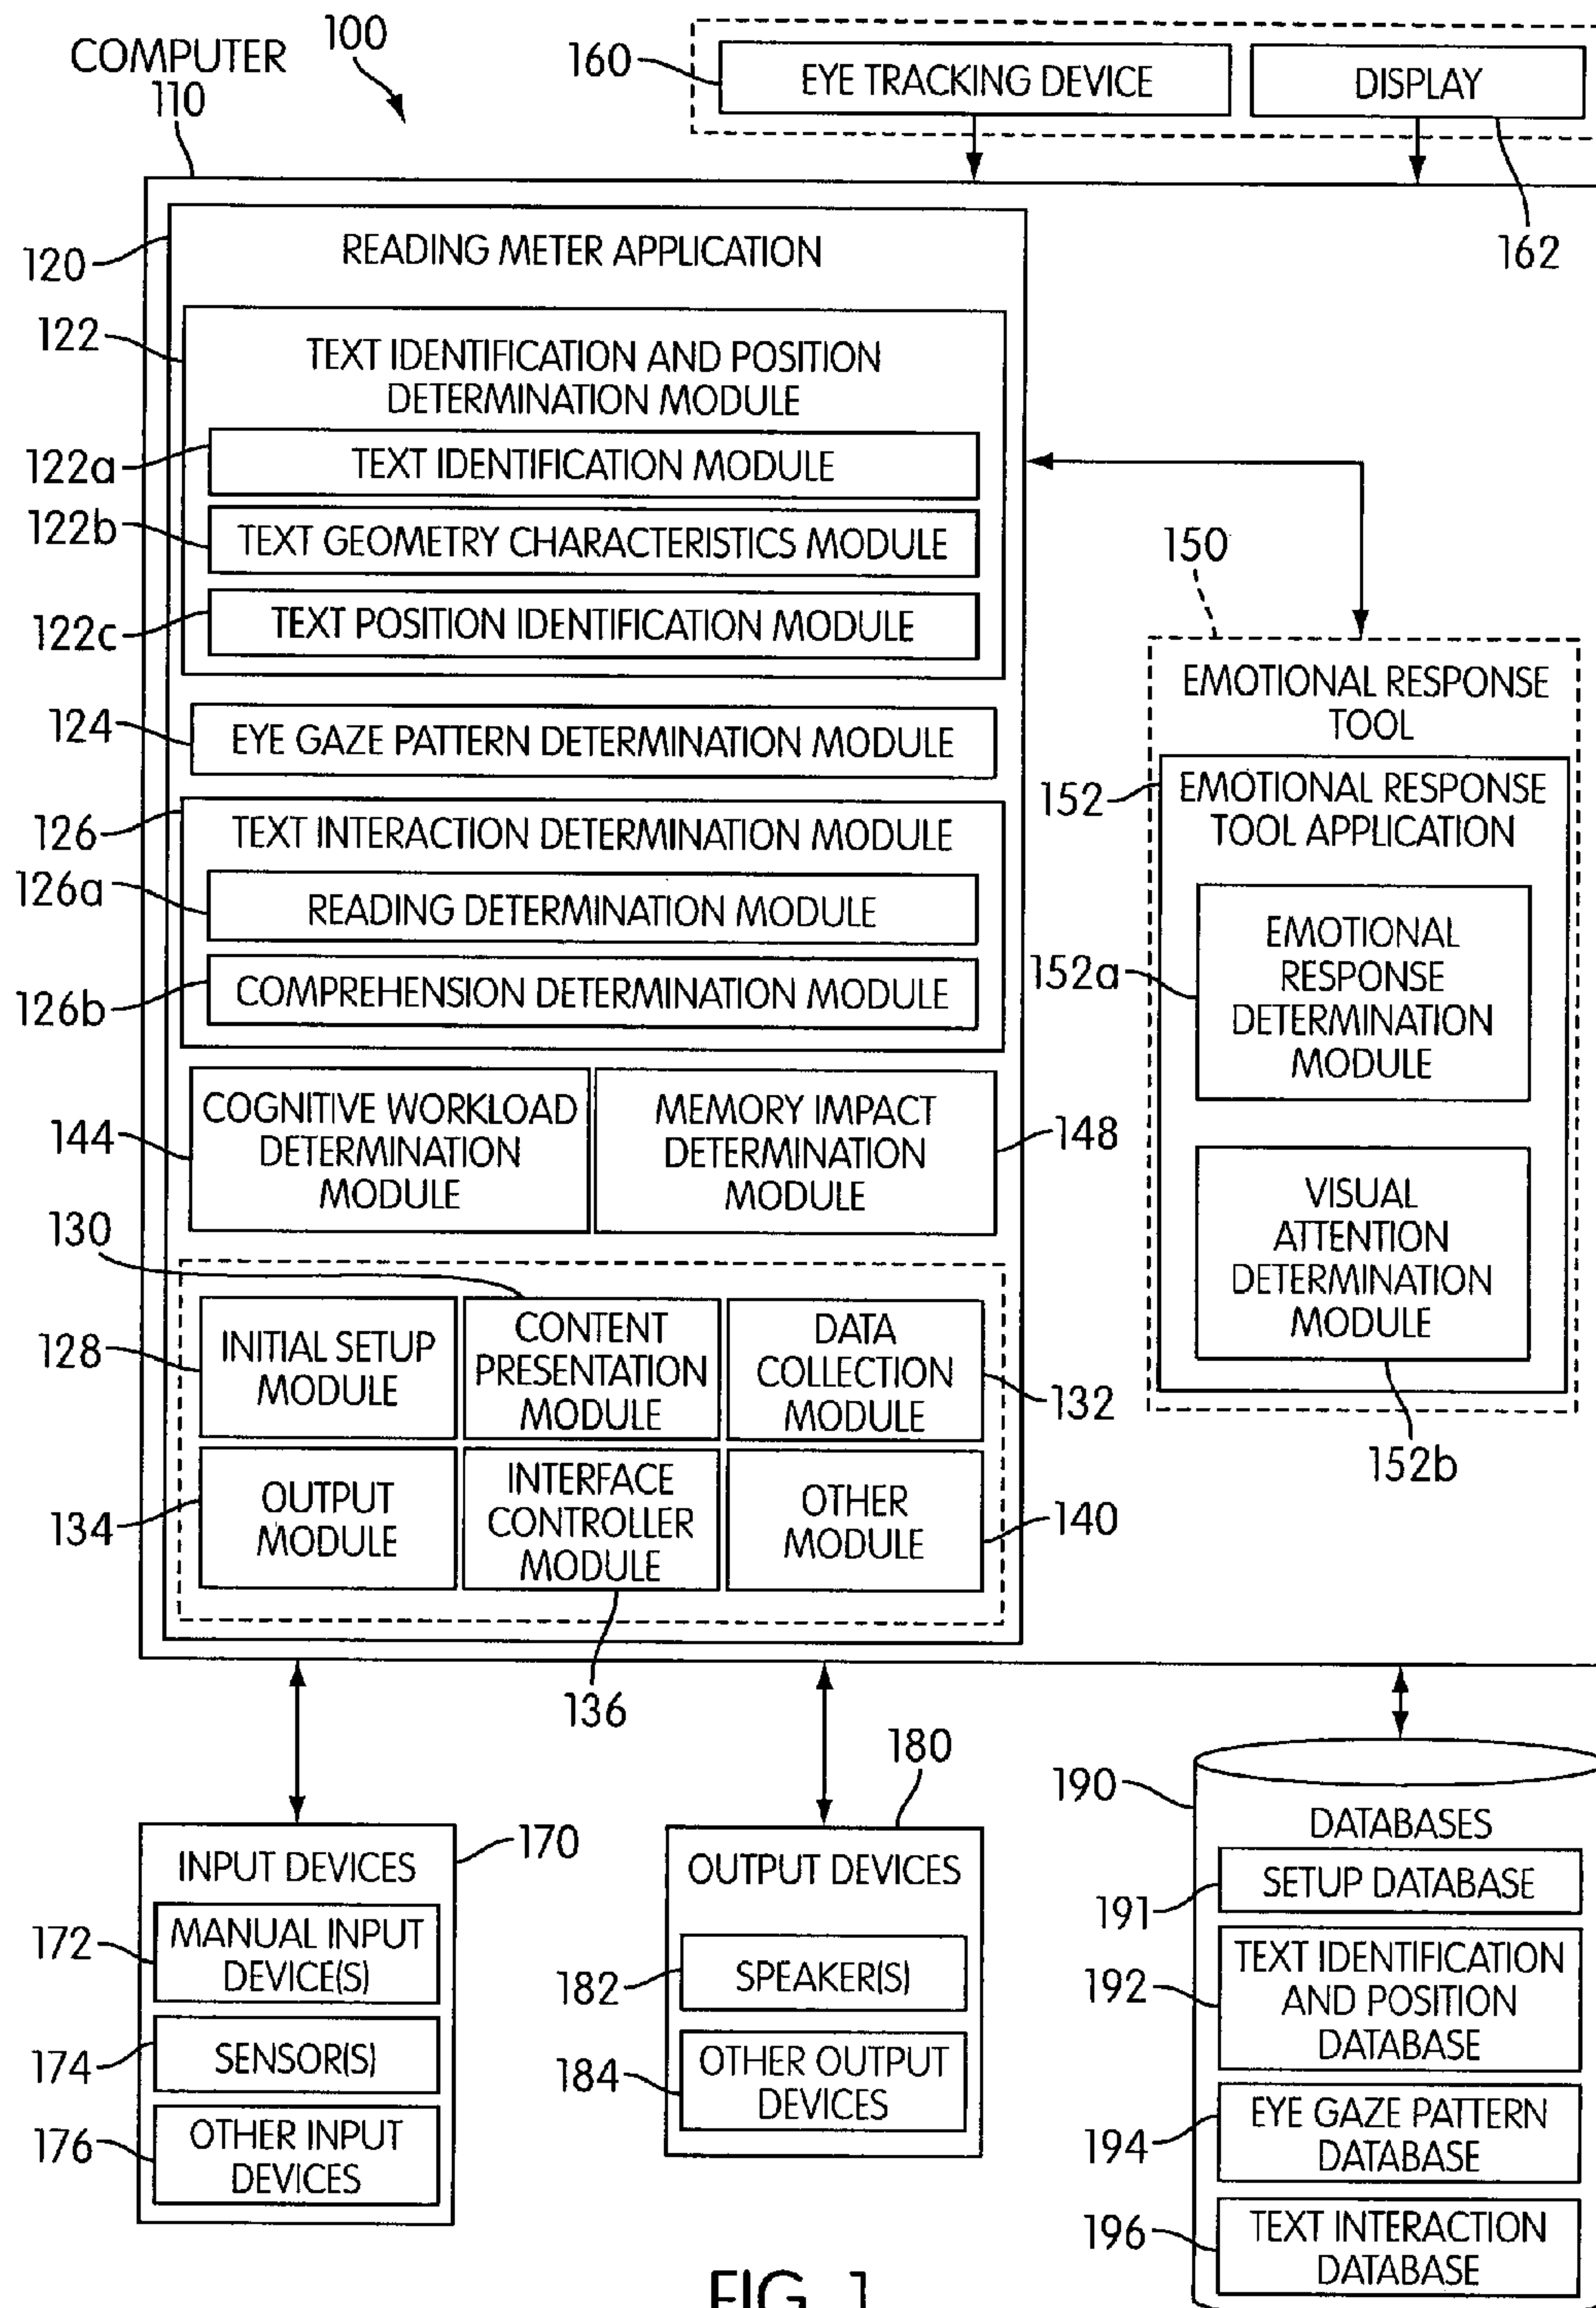 COMPUTER
110
100
160
EYE TRACKING DEVICE
DISPLAY
162
120
READING METER APPLICATION
122
TEXT IDENTIFICATION AND POSITION
DETERMINATION MODULE
122a
TEXT IDENTIFICATION MODULE
122b
TEXT GEOMETRY CHARACTERISTICS MODULE
122c
TEXT POSITION IDENTIFICATION MODULE
124
EYE GAZE PATTERN DETERMINATION MODULE
126
TEXT INTERACTION DETERMINATION MODULE
126a
READING DETERMINATION MODULE
126b
COMPREHENSION DETERMINATION MODULE
144
COGNITIVE WORKLOAD
DETERMINATION
MODULE
MEMORY IMPACT
DETERMINATION
MODULE
148
130
128
INITIAL SETUP
MODULE
CONTENT
PRESENTATION
MODULE
DATA
COLLECTION
MODULE
132
134
OUTPUT
MODULE
INTERFACE
CONTROLLER
MODULE
OTHER
MODULE
140
136
150
EMOTIONAL RESPONSE
TOOL
152
EMOTIONAL RESPONSE
TOOL APPLICATION
152a
EMOTIONAL
RESPONSE
DETERMINATION
MODULE
VISUAL
ATTENTION
DETERMINATION
MODULE
152b
170
INPUT DEVICES
172
MANUAL INPUT
DEVICE(S)
174
SENSOR(S)
176
OTHER INPUT
DEVICES
180
OUTPUT DEVICES
182
SPEAKER(S)
184
OTHER OUTPUT
DEVICES
190
DATABASES
191
SETUP DATABASE
192
TEXT IDENTIFICATION
AND POSITION
DATABASE
194
EYE GAZE PATTERN
DATABASE
196
TEXT INTERACTION
DATABASE
FIG. 1